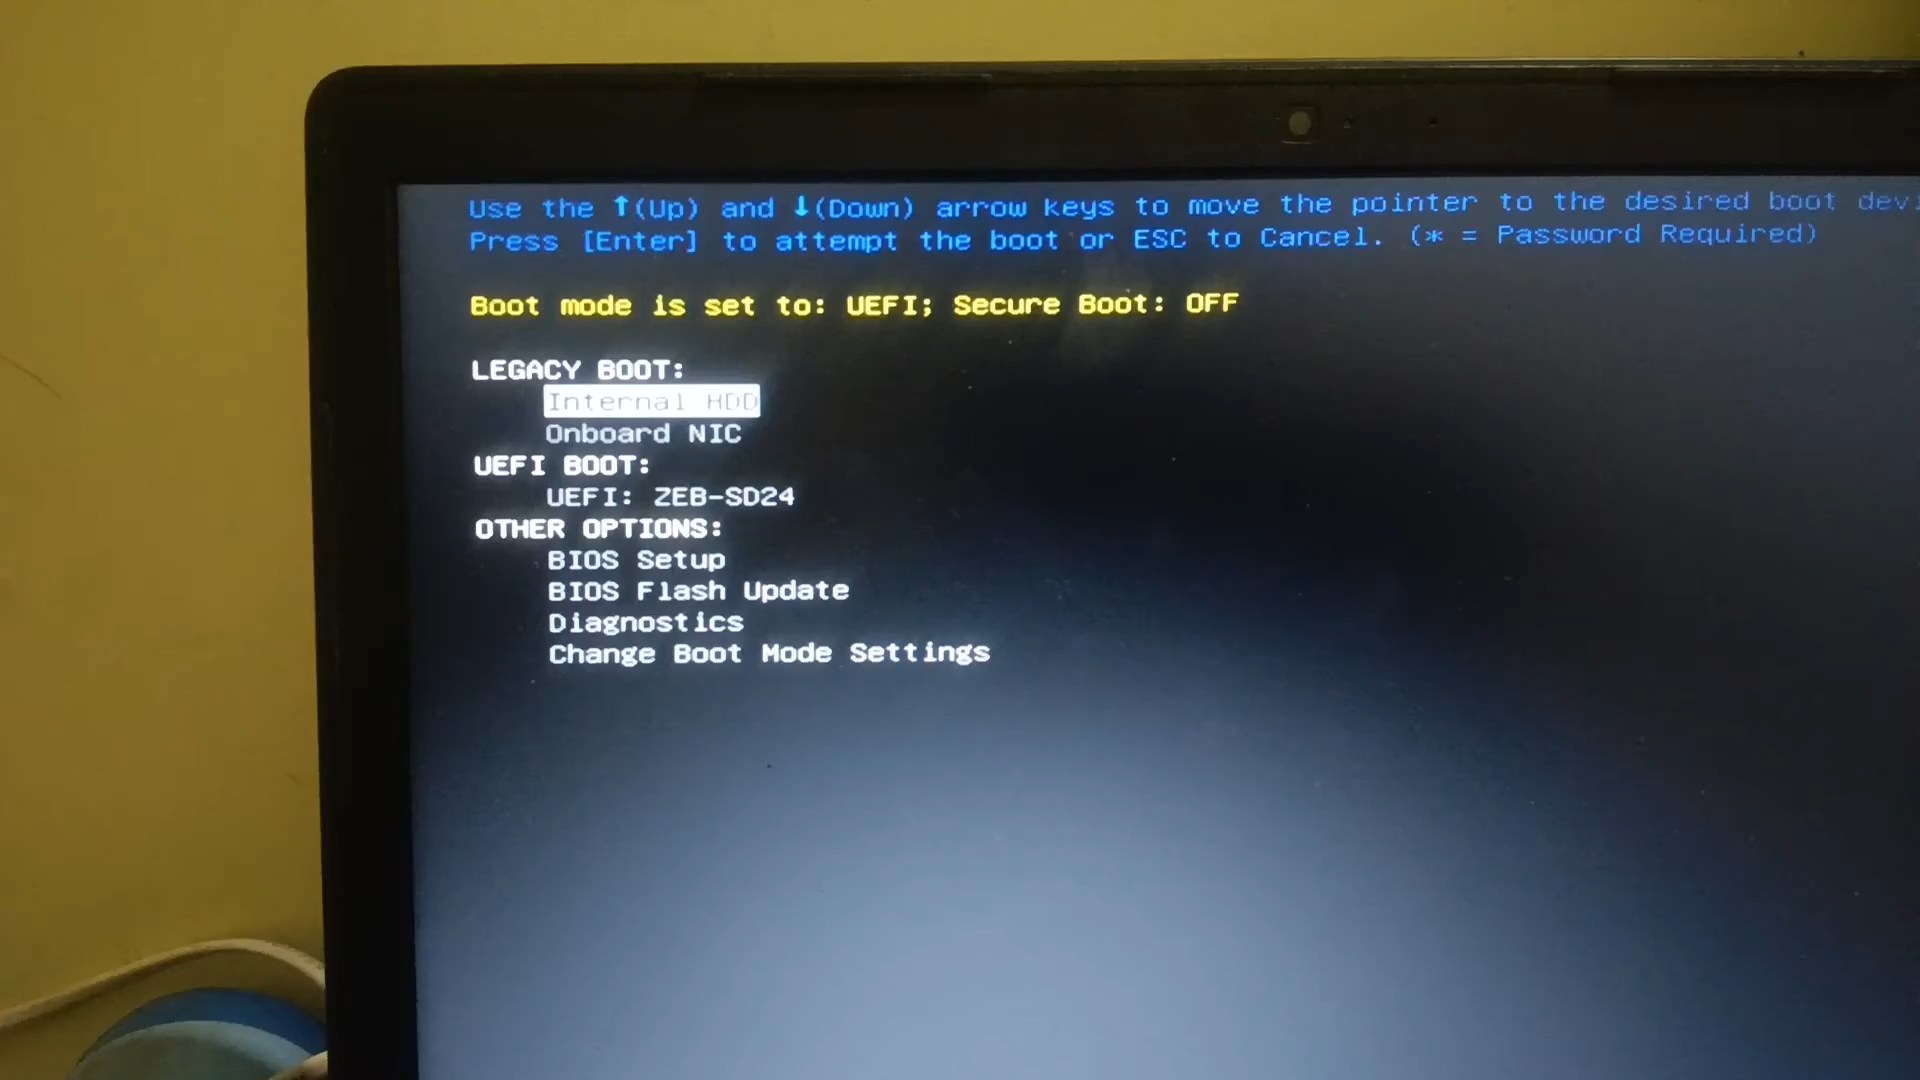 Use the ↑(Up) and ↓(Down) arrow keys to move the pointer to the desired boot
Press [Enter] to attempt the boot or ESC to Cancel. (* = Password Required)
Boot mode is set to: UEFI; Secure Boot: OFF
LEGACY BOOT:
Internal HDD
Onboard NIC
UEFI BOOT:
UEFI: ZEB-SD24
OTHER OPTIONS:
BIOS Setup
BIOS Flash Update
Diagnostics
Change Boot Mode Settings